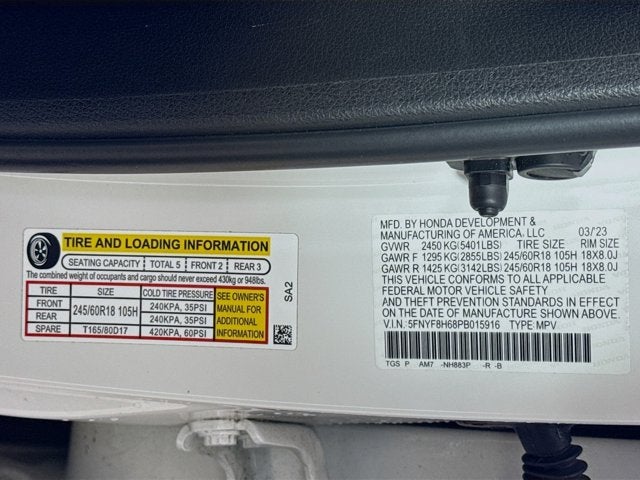 TIRE AND LOADING INFORMATION
SEATING CAPACITY TOTAL 5 FRONT 2 REAR 3
The combined weight of occupants and cargo should never exceed 430kg or 948lbs.
TIRE SIZE COLD TIRE PRESSURE SEE OWNER'S MANUAL FOR ADDITIONAL INFORMATION
FRONT 245/60R18 105H 240KPA, 35PSI
REAR 240KPA, 35PSI
SPARE T165/80D17 420KPA, 60PSI
SA2
MFD. BY HONDA DEVELOPMENT &
MANUFACTURING OF AMERICA, LLC 03/23
GVWR 2450 KG(5401LBS) TIRE SIZE RIM SIZE
GAWR F 1295 KG(2855LBS) 245/60R18 105H 18X8.0J
GAWR R 1425 KG(3142LBS) 245/60R18 105H 18X8.0J
THIS VEHICLE CONFORMS TO ALL APPLICABLE
FEDERAL MOTOR VEHICLE SAFETY
AND THEFT PREVENTION STANDARDS IN EFFECT
ON THE DATE OF MANUFACTURE SHOWN ABOVE.
V.I.N. 5FNYF8H68PB015916 TYPE: MPV
TGS P AM7 -NH883P -R -B